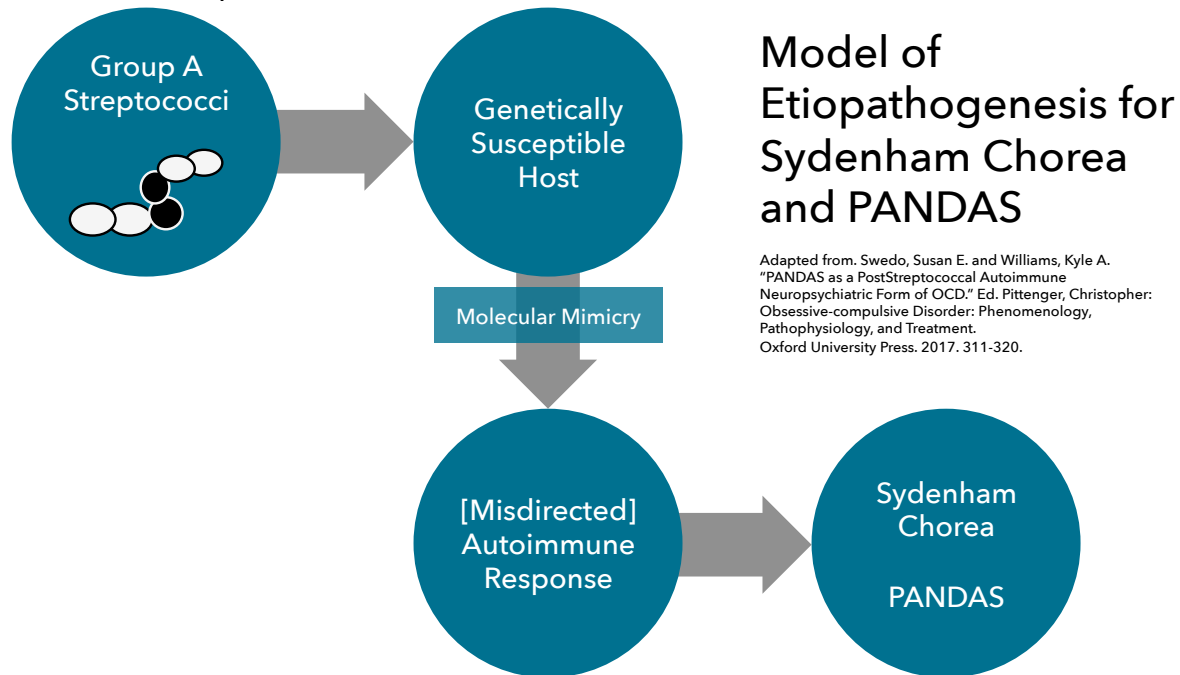 Group A
Streptococci
Genetically
Susceptible
Host
Model of
Etiopathogenesis for
Sydenham Chorea
and PANDAS
Adapted from. Swedo, Susan E. and Williams, Kyle A.
“PANDAS as a PostStreptococcal Autoimmune
Neuropsychiatric Form of OCD.” Ed. Pittenger, Christopher:
Obsessive-compulsive Disorder: Phenomenology,
Pathophysiology, and Treatment.
Oxford University Press. 2017. 311-320.
Molecular Mimicry
[Misdirected]
Autoimmune
Response
Sydenham
Chorea
PANDAS